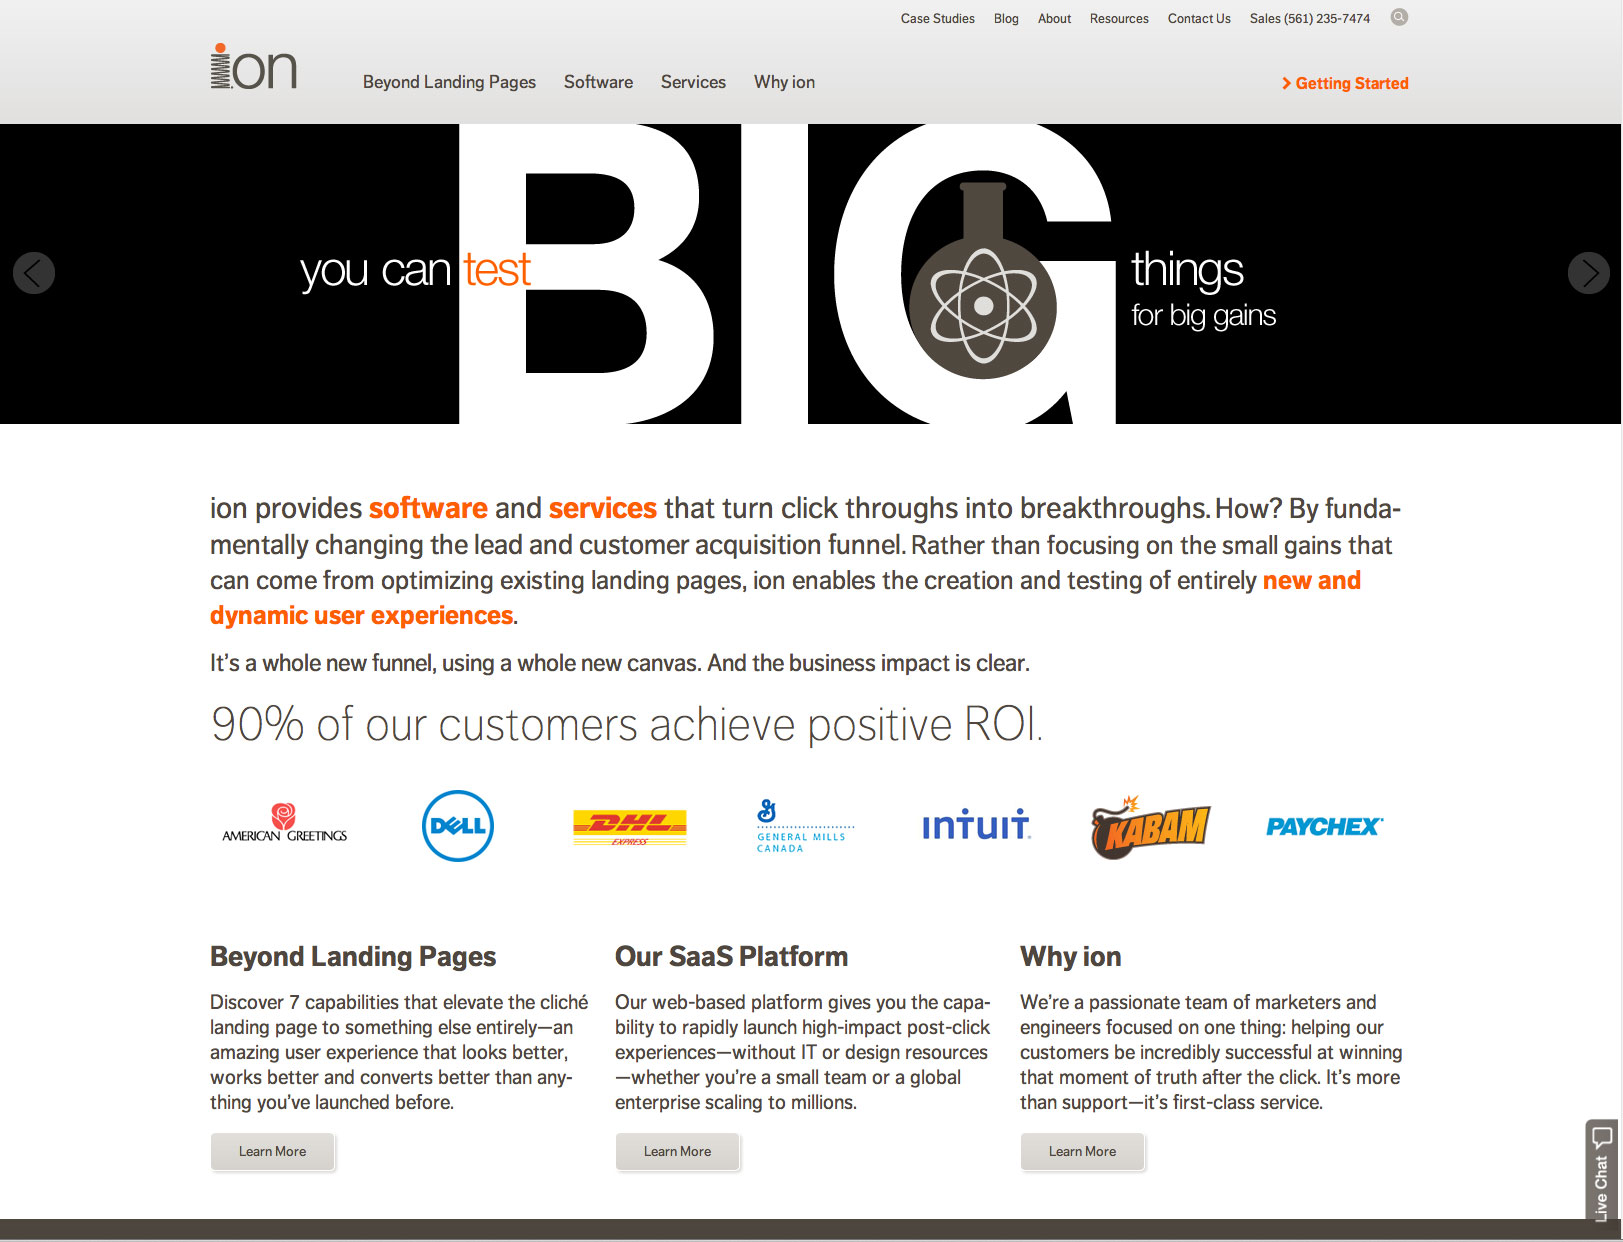 Case Studies Blog About Resources Contact Us Sales (561) 235-7474
ion
Beyond Landing Pages Software Services Why ion
Getting Started
you can test BIG things
for big gains
ion provides software and services that turn click throughs into breakthroughs. How? By funda-
mentally changing the lead and customer acquisition funnel. Rather than focusing on the small gains that
can come from optimizing existing landing pages, ion enables the creation and testing of entirely new and
dynamic user experiences.
It's a whole new funnel, using a whole new canvas. And the business impact is clear.
90% of our customers achieve positive ROI.
AMERICAN GREETINGS
DELL
DHL
EXPRESS
G
GENERAL MILLS
CANADA
intuit
KABAM
PAYCHEX
Beyond Landing Pages
Discover 7 capabilities that elevate the cliché
landing page to something else entirely—an
amazing user experience that looks better,
works better and converts better than any-
thing you've launched before.
Learn More
Our SaaS Platform
Our web-based platform gives you the capa-
bility to rapidly launch high-impact post-click
experiences—without IT or design resources
—whether you're a small team or a global
enterprise scaling to millions.
Learn More
Why ion
We're a passionate team of marketers and
engineers focused on one thing: helping our
customers be incredibly successful at winning
that moment of truth after the click. It's more
than support—it's first-class service.
Learn More
Live Chat